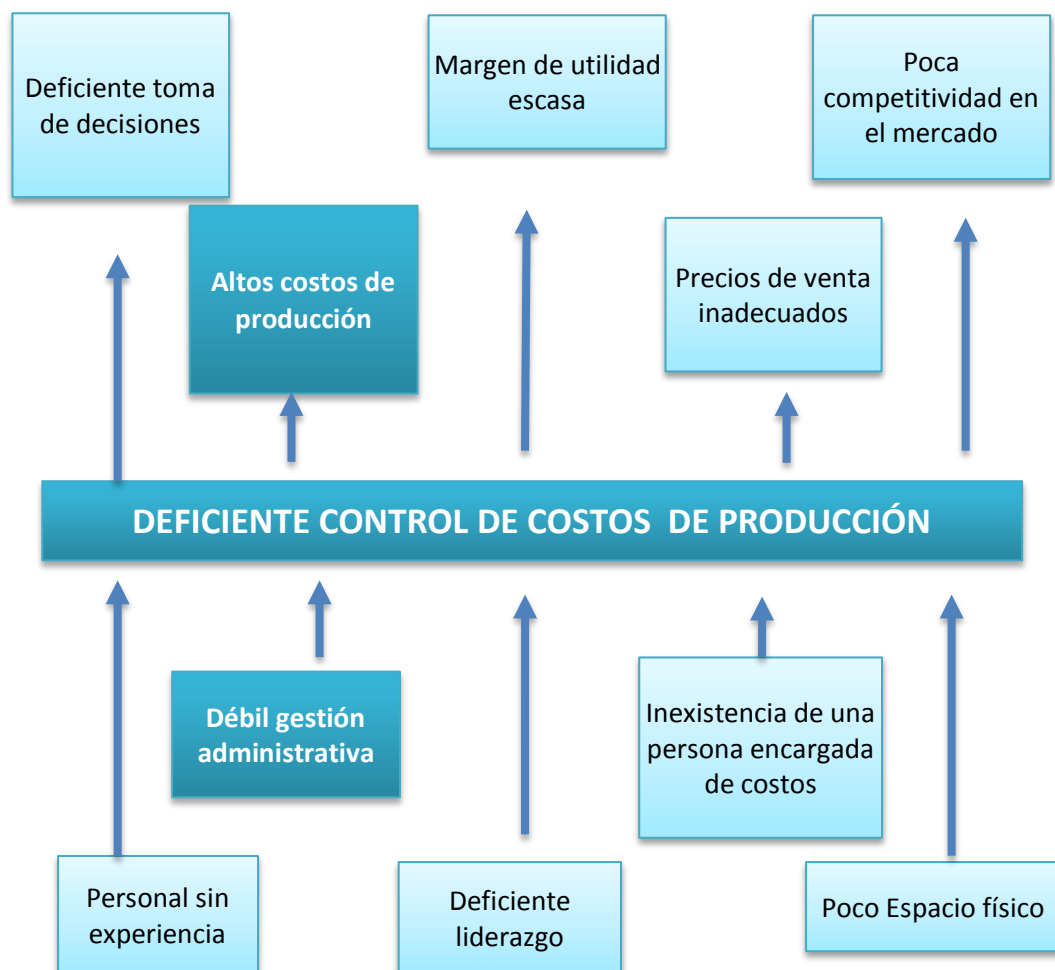 Deficiente toma
de decisiones
Margen de utilidad
escasa
Poca
competitividad en
el mercado
Altos costos de
producción
Precios de venta
inadecuados
DEFICIENTE CONTROL DE COSTOS  DE PRODUCCIÓN
Débil gestión
administrativa
Inexistencia de una
persona encargada
de costos
Personal sin
experiencia
Deficiente
liderazgo
Poco Espacio físico